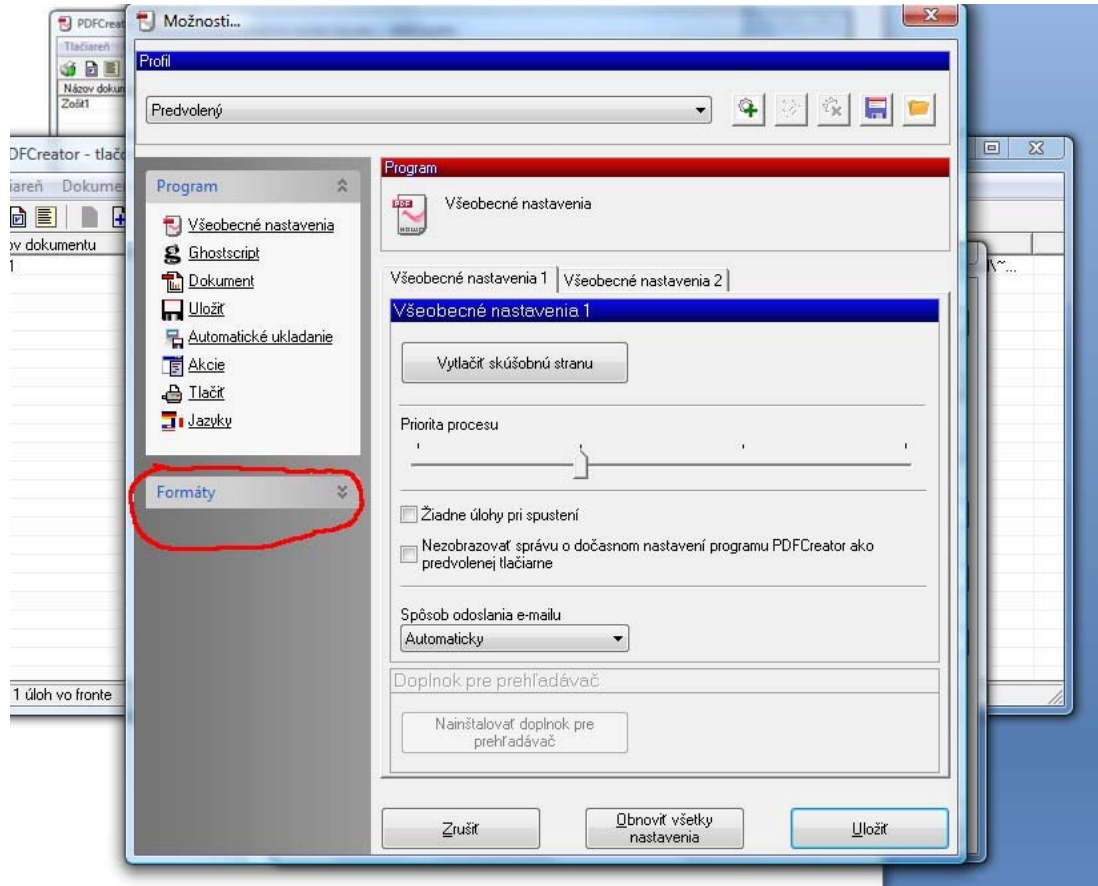 PDFCreat
Tlačiareň
Názov dokum
Zošit1
Možnosti...
Profil
Predvolený
DFCreator - tlač
iareň Dokume
ov dokumentu
1
1 úloh vo fronte
Program
Všeobecné nastavenia
Ghostscript
Dokument
Uložiť
Automatické ukladanie
Akcie
Tlačiť
Jazyky
Formáty
Program
Všeobecné nastavenia
Všeobecné nastavenia 1 Všeobecné nastavenia 2
Všeobecné nastavenia 1
Vytlačiť skúšobnú stranu
Priorita procesu
Žiadne úlohy pri spustení
Nezobrazovať správu o dočasnom nastavení programu PDFCreator ako
predvolenej tlačiarne
Spôsob odoslania e-mailu
Automaticky
Doplnok pre prehľadávač
Nainštalovať doplnok pre
prehľadávač
Zrušiť
Obnoviť všetky
nastavenia
Uložiť